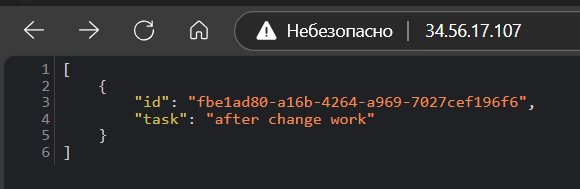 Небезопасно | 34.56.17.107
1 [
2 {
3 "id": "fbe1ad80-a16b-4264-a969-7027cef196f6",
4 "task": "after change work"
5 }
6 ]